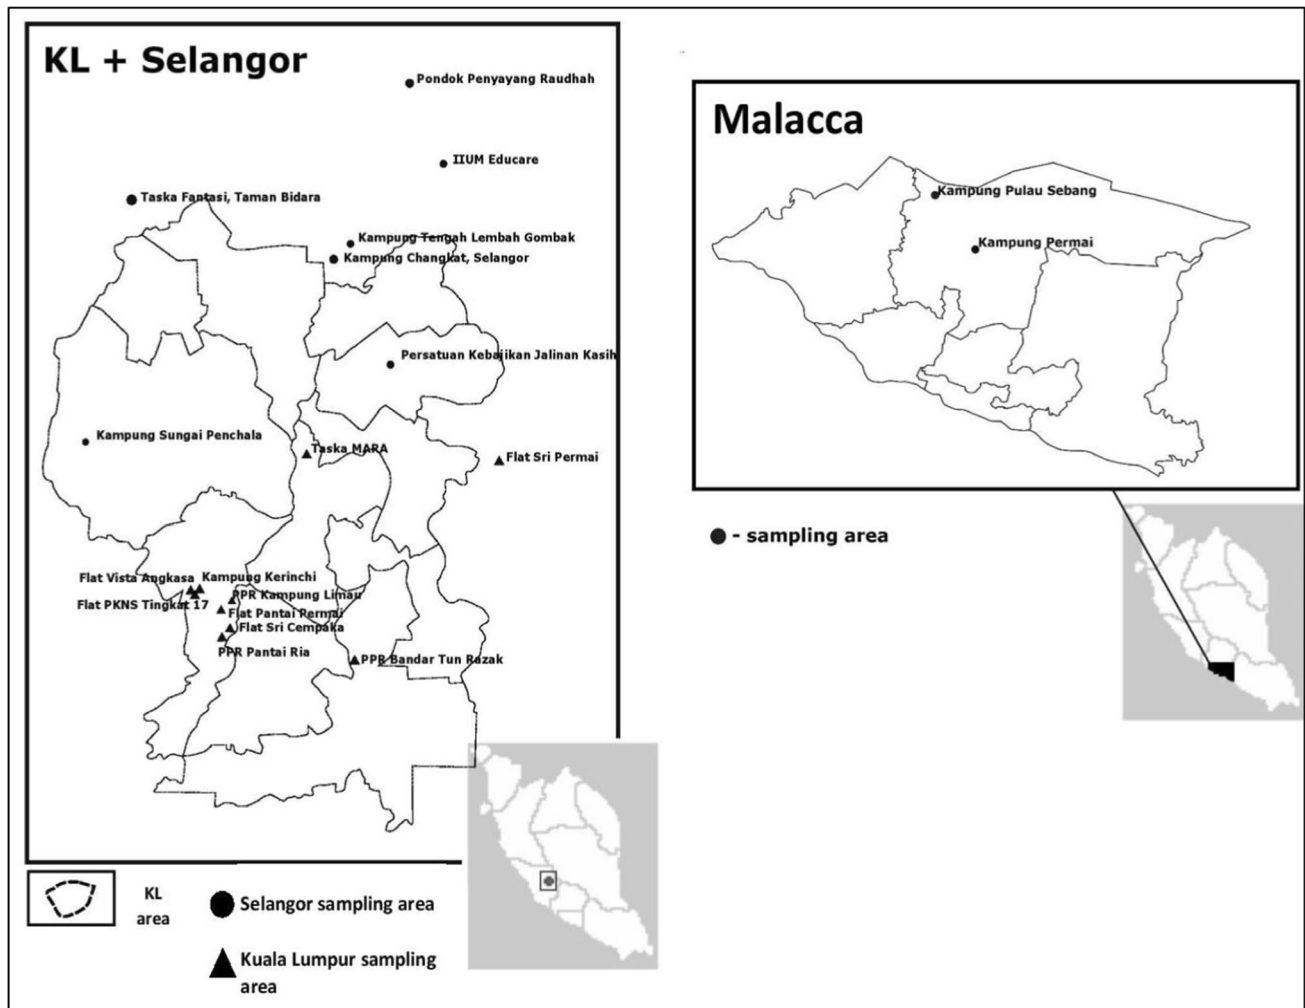 KL + Selangor
Pondok Penyayang Raudhah
IIUM Educare
Taska Fantasi, Taman Bidara
Kampung Tengah Lembah Gombak
Kampung Changkat, Selangor
Persatuan Kebajikan Jalinan Kasih
Kampung Sungai Penchala
Taska MARA
Flat Sri Permai
Flat Vista Angkasa
Kampung Kerinchi
Flat PKNS Tingkat 17
PPR Kampung Limau
Flat Pantai Permai
Flat Sri Cempaka
PPR Pantai Ria
PPR Bandar Tun Razak
KL
area
Selangor sampling area
Kuala Lumpur sampling
area
Malacca
Kampung Pulau Sebang
Kampung Permai
- sampling area